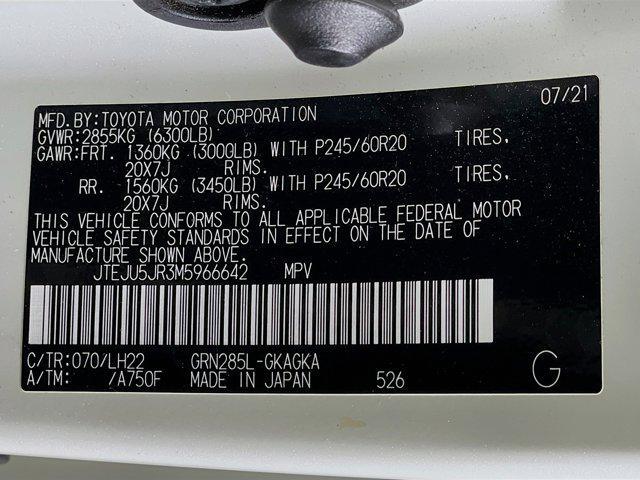 07/21
MFD.BY:TOYOTA MOTOR CORPORATION
GVWR:2855KG (6300LB)
GAWR:FRT. 1360KG (3000LB) WITH P245/60R20 TIRES,
20X7J RIMS.
RR. 1560KG (3450LB) WITH P245/60R20 TIRES,
20X7J RIMS.
THIS VEHICLE CONFORMS TO ALL APPLICABLE FEDERAL MOTOR
VEHICLE SAFETY STANDARDS IN EFFECT ON THE DATE OF
MANUFACTURE SHOWN ABOVE.
JTEJU5JR3M5966642 MPV
C/TR:070/LH22 GRN285L-GKAGKA
A/TM: /A750F MADE IN JAPAN 526 G